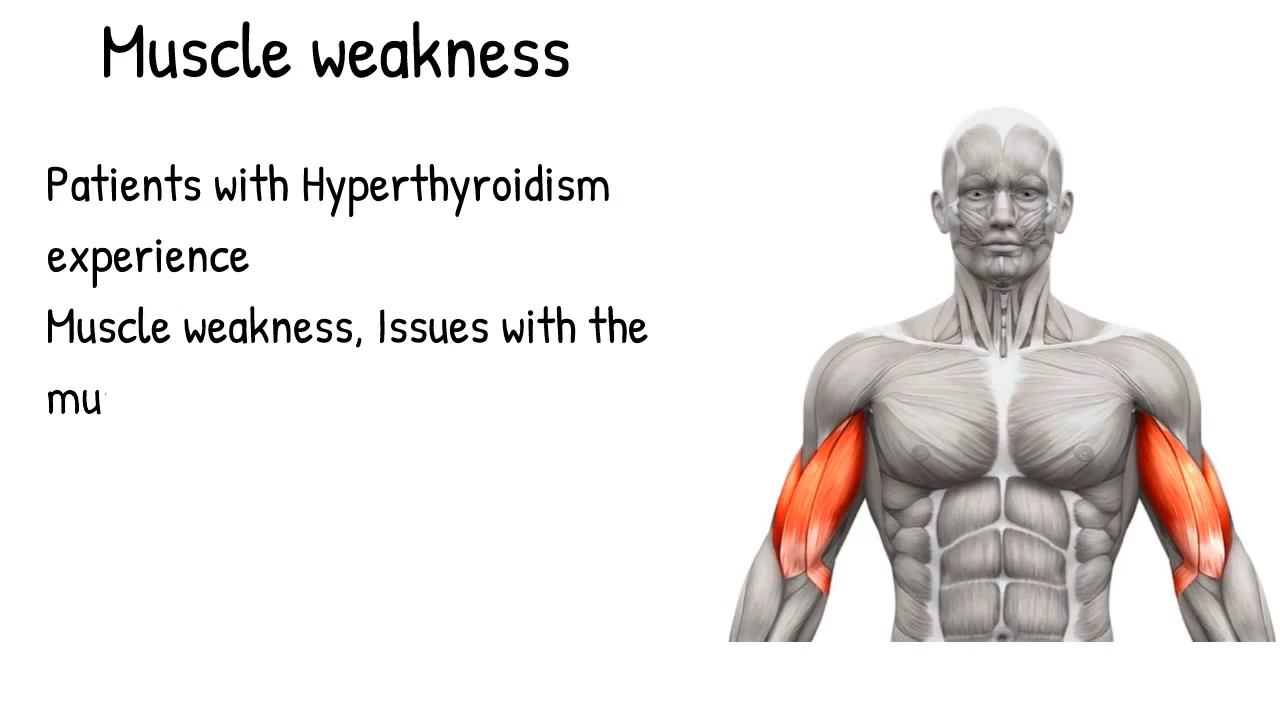 Muscle weakness
Patients with Hyperthyroidism
experience
Muscle weakness, Issues with the
mu